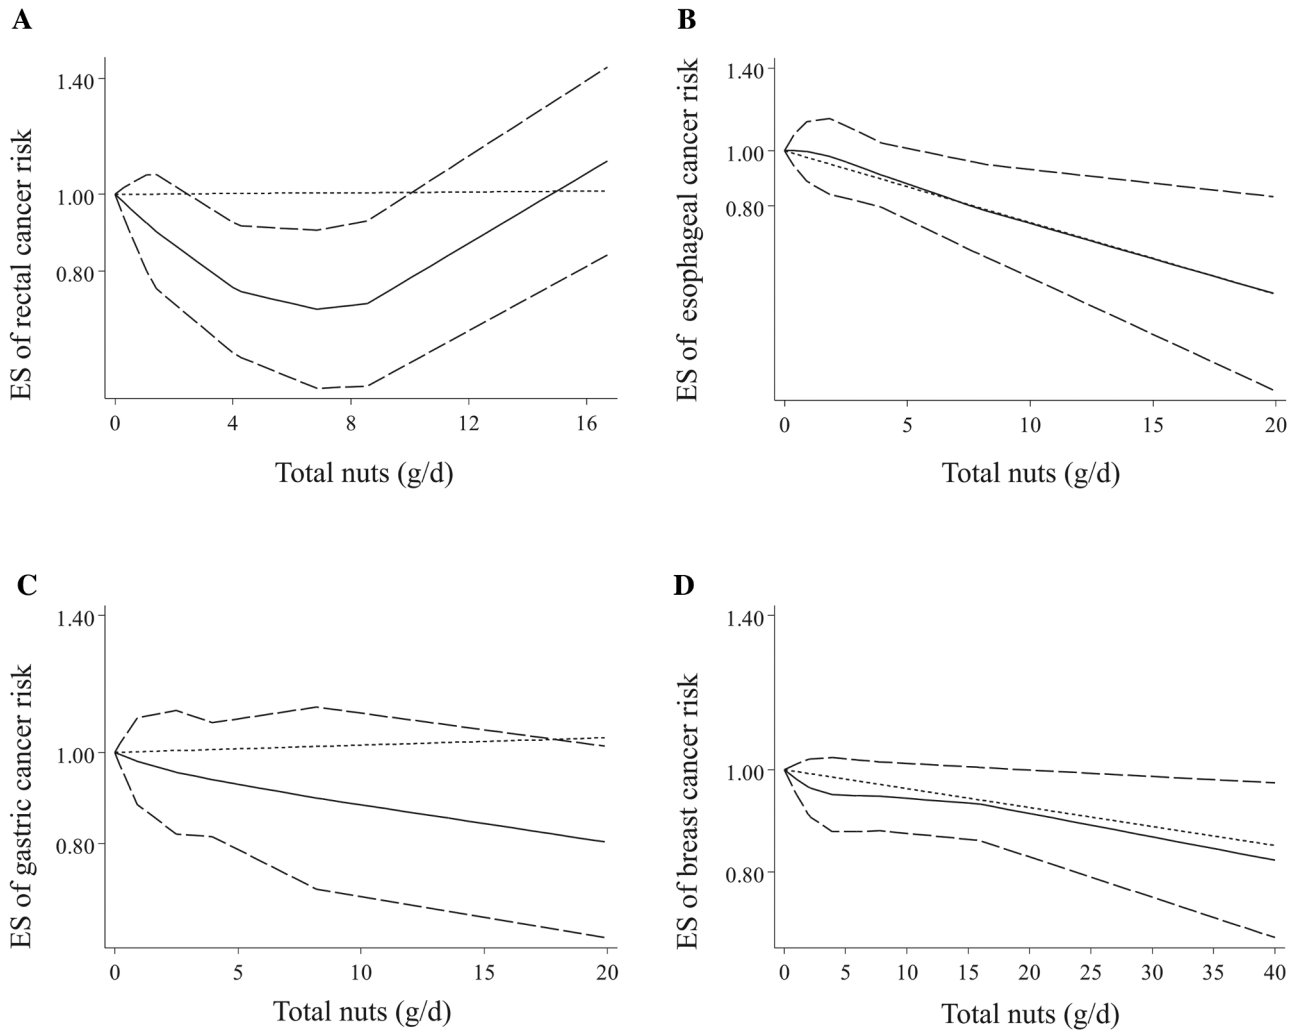 A
ES of rectal cancer risk
1.40
1.00
0.80
0 4 8 12 16
Total nuts (g/d)
B
ES of esophageal cancer risk
1.40
1.00
0.80
0 5 10 15 20
Total nuts (g/d)
C
ES of gastric cancer risk
1.40
1.00
0.80
0 5 10 15 20
Total nuts (g/d)
D
ES of breast cancer risk
1.40
1.00
0.80
0 5 10 15 20 25 30 35 40
Total nuts (g/d)